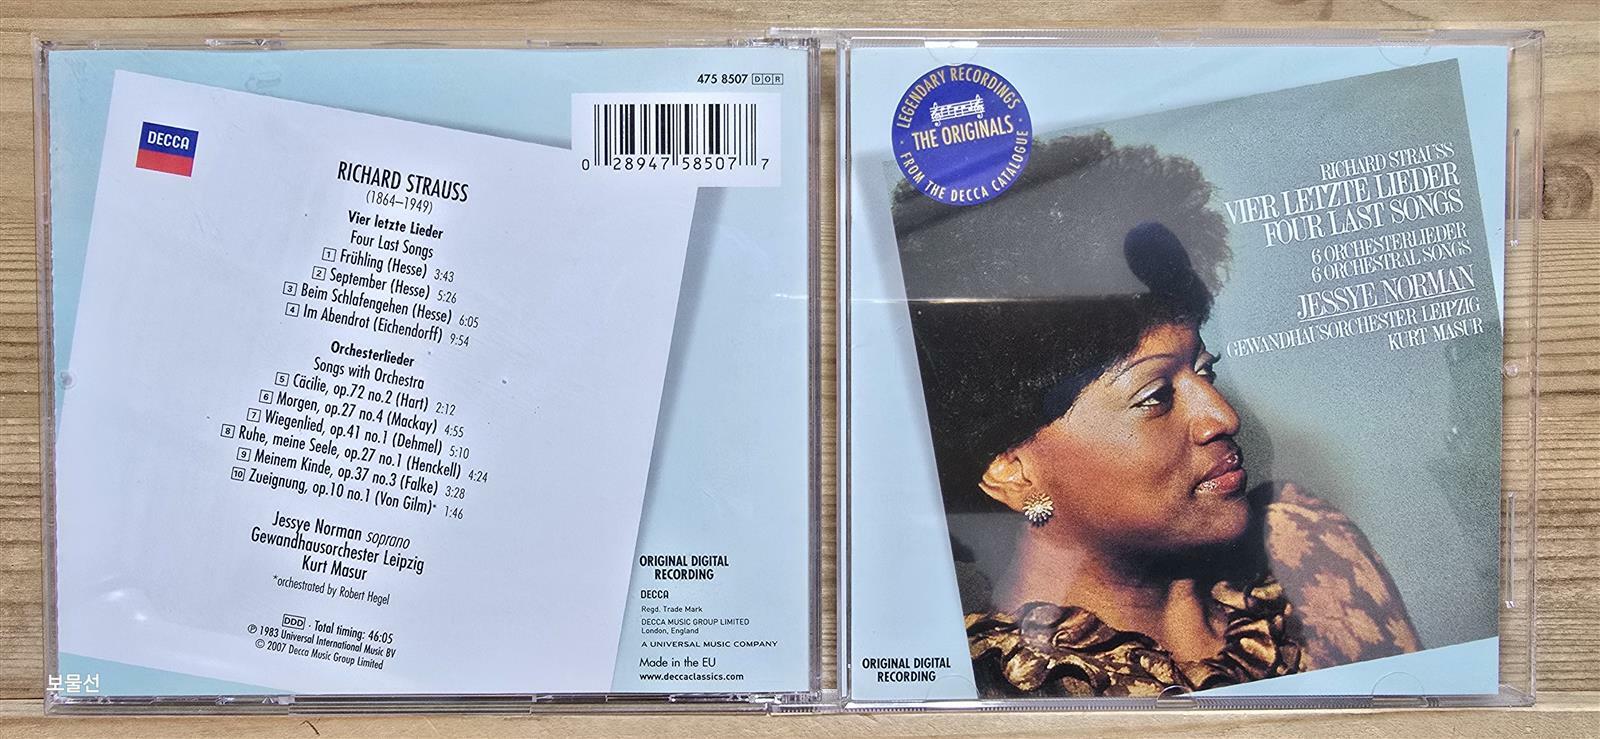 475 8507 DOR
0 28947 58507 7
DECCA
RICHARD STRAUSS
(1864–1949)
Vier letzte Lieder
Four Last Songs
1 Frühling (Hesse) 3:43
2 September (Hesse) 5:26
3 Beim Schlafengehen (Hesse) 6:05
4 Im Abendrot (Eichendorff) 9:54
Orchesterlieder
Songs with Orchestra
5 Cäcilie, op.72 no.2 (Hart) 2:12
6 Morgen, op.27 no.4 (Mackay) 4:55
7 Wiegenlied, op.41 no.1 (Dehmel) 5:10
8 Ruhe, meine Seele, op.27 no.1 (Henckell) 4:24
9 Meinem Kinde, op.37 no.3 (Falke) 3:28
10 Zueignung, op.10 no.1 (Von Gilm)* 1:46
Jessye Norman soprano
Gewandhausorchester Leipzig
Kurt Masur
*orchestrated by Robert Hegel
DDD · Total timing: 46:05
℗ 1983 Universal International Music BV
© 2007 Decca Music Group Limited
ORIGINAL DIGITAL
RECORDING
DECCA
Regd. Trade Mark
DECCA MUSIC GROUP LIMITED
London, England
A UNIVERSAL MUSIC COMPANY
Made in the EU
www.deccaclassics.com
보물선
LEGENDARY RECORDINGS
THE ORIGINALS
FROM THE DECCA CATALOGUE
RICHARD STRAUSS
VIER LETZTE LIEDER
FOUR LAST SONGS
6 ORCHESTERLIEDER
6 ORCHESTRAL SONGS
JESSYE NORMAN
GEWANDHAUSORCHESTER LEIPZIG
KURT MASUR
ORIGINAL DIGITAL
RECORDING